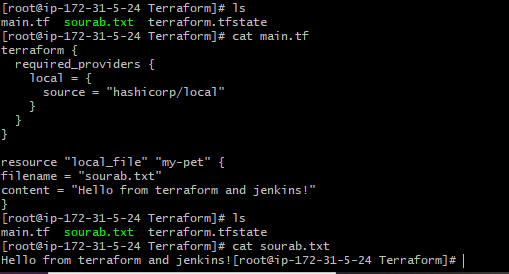 [root@ip-172-31-5-24 Terraform]# ls
main.tf  sourab.txt  terraform.tfstate
[root@ip-172-31-5-24 Terraform]# cat main.tf
terraform {
  required_providers {
    local = {
      source = "hashicorp/local"
    }
  }
}

resource "local_file" "my-pet" {
filename = "sourab.txt"
content = "Hello from terraform and jenkins!"
}
[root@ip-172-31-5-24 Terraform]# ls
main.tf  sourab.txt  terraform.tfstate
[root@ip-172-31-5-24 Terraform]# cat sourab.txt
Hello from terraform and jenkins![root@ip-172-31-5-24 Terraform]#